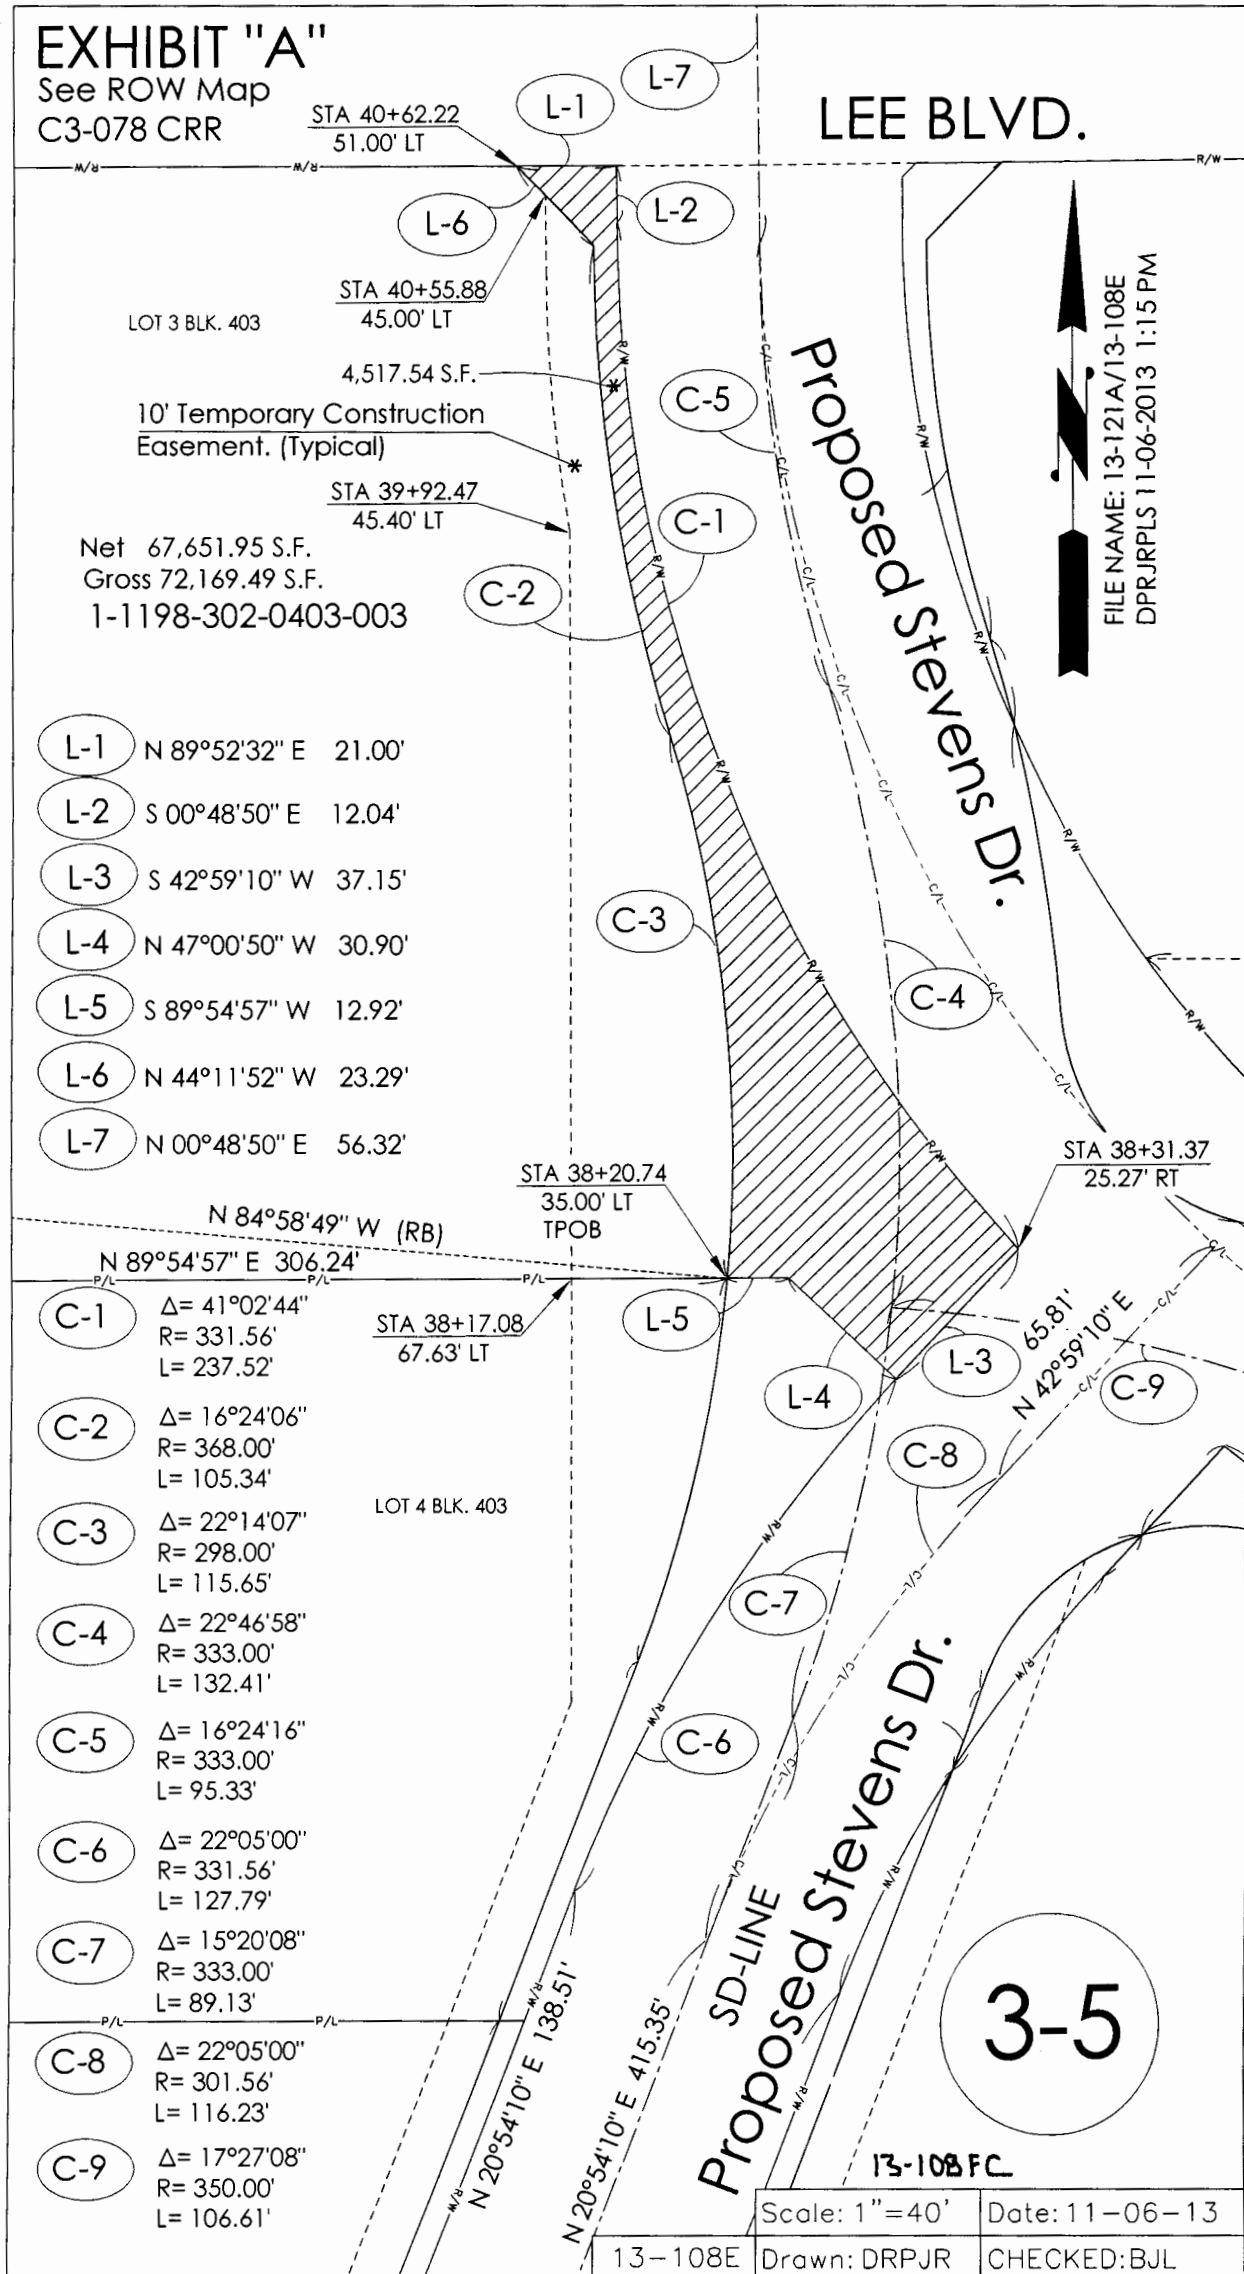 EXHIBIT "A"
See ROW Map
C3-078 CRR
LEE BLVD.
STA 40+62.22
51.00' LT
L-1
L-7
R/W
R/W
R/W
L-6
L-2
STA 40+55.88
45.00' LT
LOT 3 BLK. 403
4,517.54 S.F.
10' Temporary Construction
Easement. (Typical)
STA 39+92.47
45.40' LT
Net 67,651.95 S.F.
Gross 72,169.49 S.F.
1-1198-302-0403-003
C-5
C-1
C-2
Proposed Stevens Dr.
N
FILE NAME: 13-121A/13-108E
DPRJRPLS 11-06-2013 1:15 PM
R/W
R/W
R/W
R/W
R/W
R/W
R/W
R/W
R/W
R/W
C/L
C/L
C/L
C/L
C/L
C/L
C/L
C/L
L-1 N 89°52'32" E 21.00'
L-2 S 00°48'50" E 12.04'
L-3 S 42°59'10" W 37.15'
L-4 N 47°00'50" W 30.90'
L-5 S 89°54'57" W 12.92'
L-6 N 44°11'52" W 23.29'
L-7 N 00°48'50" E 56.32'
C-3
C-4
STA 38+31.37
25.27' RT
STA 38+20.74
35.00' LT
TPOB
N 84°58'49" W (RB)
N 89°54'57" E 306.24'
P/L
P/L
P/L
STA 38+17.08
67.63' LT
L-5
L-4
L-3
65.81'
N 42°59'10" E
C/L
C/L
C/L
C/L
C-9
C-8
C-7
C-6
LOT 4 BLK. 403
C-1 Δ= 41°02'44"
R= 331.56'
L= 237.52'
C-2 Δ= 16°24'06"
R= 368.00'
L= 105.34'
C-3 Δ= 22°14'07"
R= 298.00'
L= 115.65'
C-4 Δ= 22°46'58"
R= 333.00'
L= 132.41'
C-5 Δ= 16°24'16"
R= 333.00'
L= 95.33'
C-6 Δ= 22°05'00"
R= 331.56'
L= 127.79'
C-7 Δ= 15°20'08"
R= 333.00'
L= 89.13'
P/L
P/L
C-8 Δ= 22°05'00"
R= 301.56'
L= 116.23'
C-9 Δ= 17°27'08"
R= 350.00'
L= 106.61'
R/W
R/W
R/W
R/W
R/W
R/W
R/W
C/L
C/L
C/L
C/L
N 20°54'10" E 138.51'
N 20°54'10" E 415.35'
SD-LINE
Proposed Stevens Dr.
3-5
13-108FC
Scale: 1"=40'
Date: 11-06-13
13-108E
Drawn: DRPJR
CHECKED:BJL